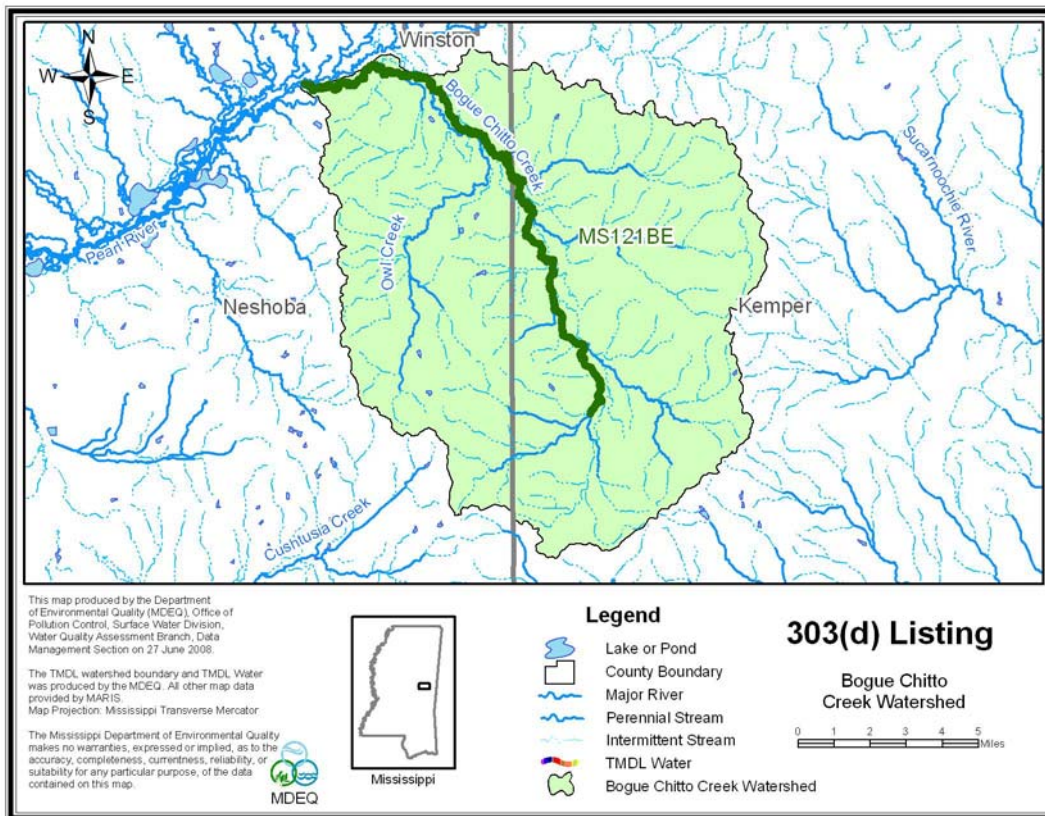 N
W E
S
Winston
Bogue Chitto Creek
Sucarnoochie River
Pearl River
Owl Creek
MS121BE
Neshoba
Kemper
Cushtusia Creek
This map produced by the Department
of Environmental Quality (MDEQ), Office of
Pollution Control, Surface Water Division,
Water Quality Assessment Branch, Data
Management Section on 27 June 2008.
The TMDL watershed boundary and TMDL Water
was produced by the MDEQ. All other map data
provided by MARIS.
Map Projection: Mississippi Transverse Mercator
The Mississippi Department of Environmental Quality
makes no warranties, expressed or implied, as to the
accuracy, completeness, currentness, reliability, or
suitability for any particular purpose, of the data
contained on this map.
MDEQ
Mississippi
Legend
Lake or Pond
County Boundary
Major River
Perennial Stream
Intermittent Stream
TMDL Water
Bogue Chitto Creek Watershed
303(d) Listing
Bogue Chitto
Creek Watershed
0 1 2 3 4 5
Miles